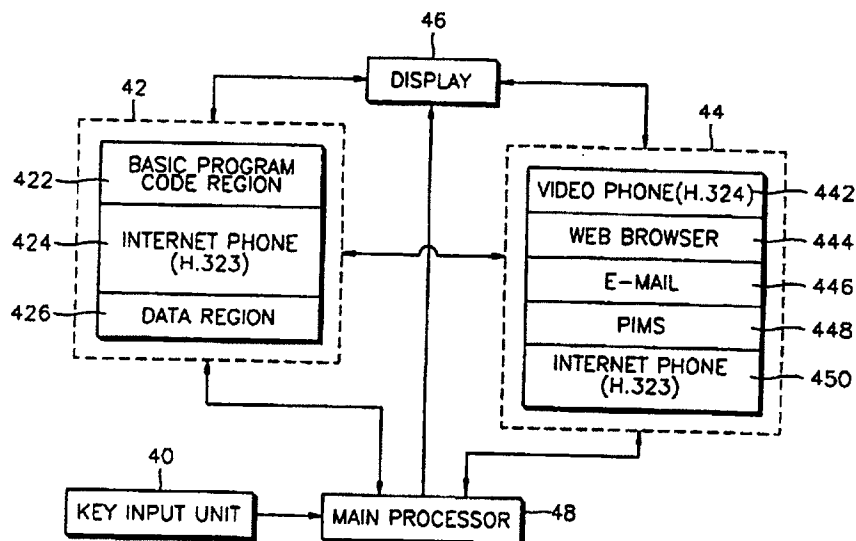 46
DISPLAY
42
44
422
BASIC PROGRAM
CODE REGION
424
INTERNET PHONE
(H.323)
426
DATA REGION
VIDEO PHONE(H.324)
442
WEB BROWSER
444
E-MAIL
446
PIMS
448
INTERNET PHONE
(H.323)
450
40
KEY INPUT UNIT
MAIN PROCESSOR
48